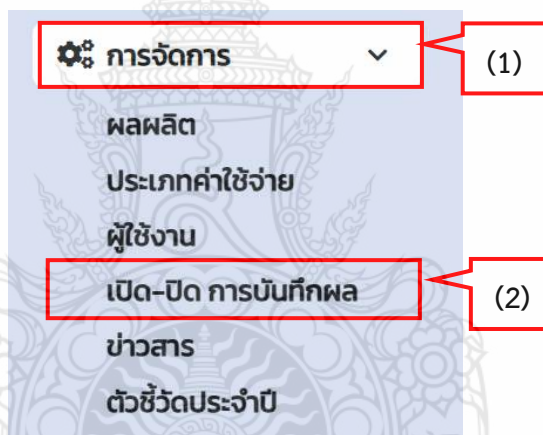 การจัดการ (1)
ผลผลิต
ประเภทค่าใช้จ่าย
ผู้ใช้งาน
เปิด-ปิด การบันทึกผล (2)
ข่าวสาร
ตัวชี้วัดประจำปี